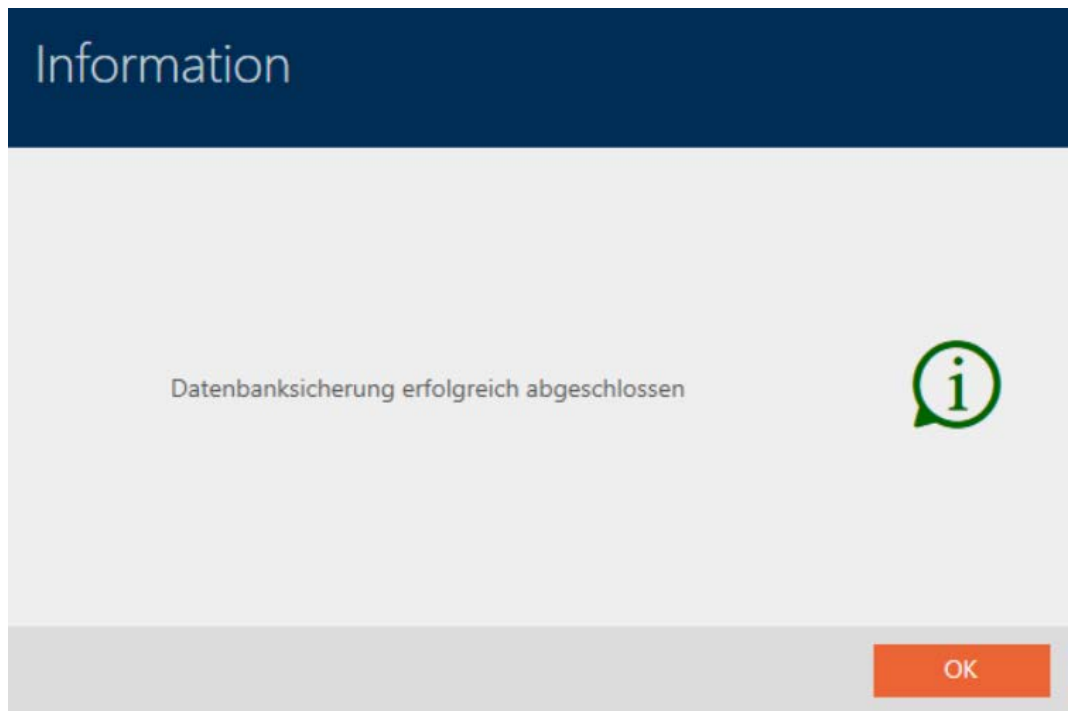 Information
Datenbanksicherung erfolgreich abgeschlossen
i
OK